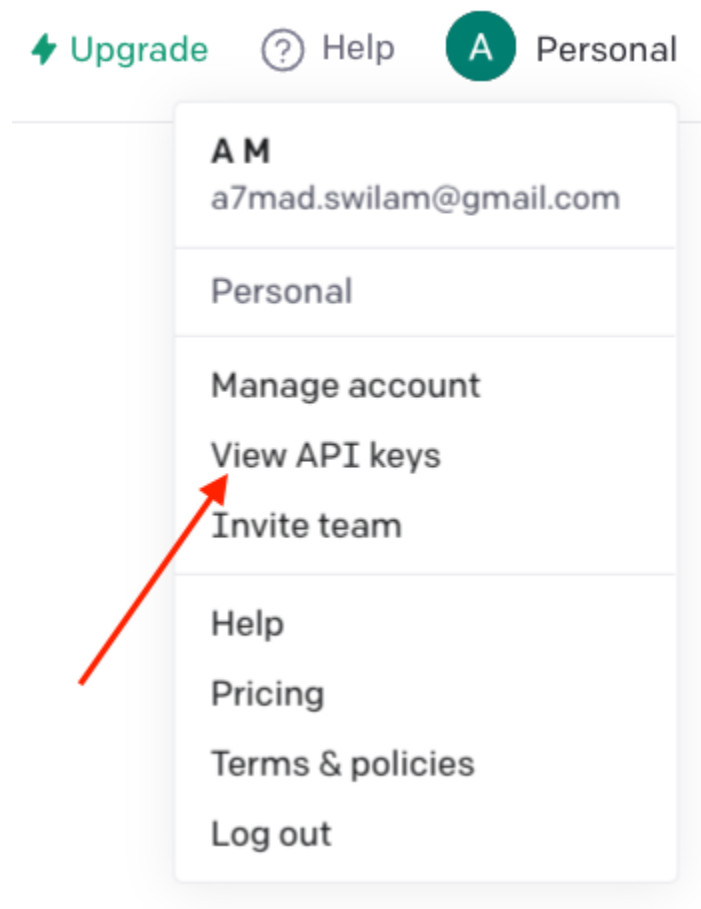 Upgrade ? Help A Personal
A M
a7mad.swilam@gmail.com
Personal
Manage account
View API keys
Invite team
Help
Pricing
Terms & policies
Log out